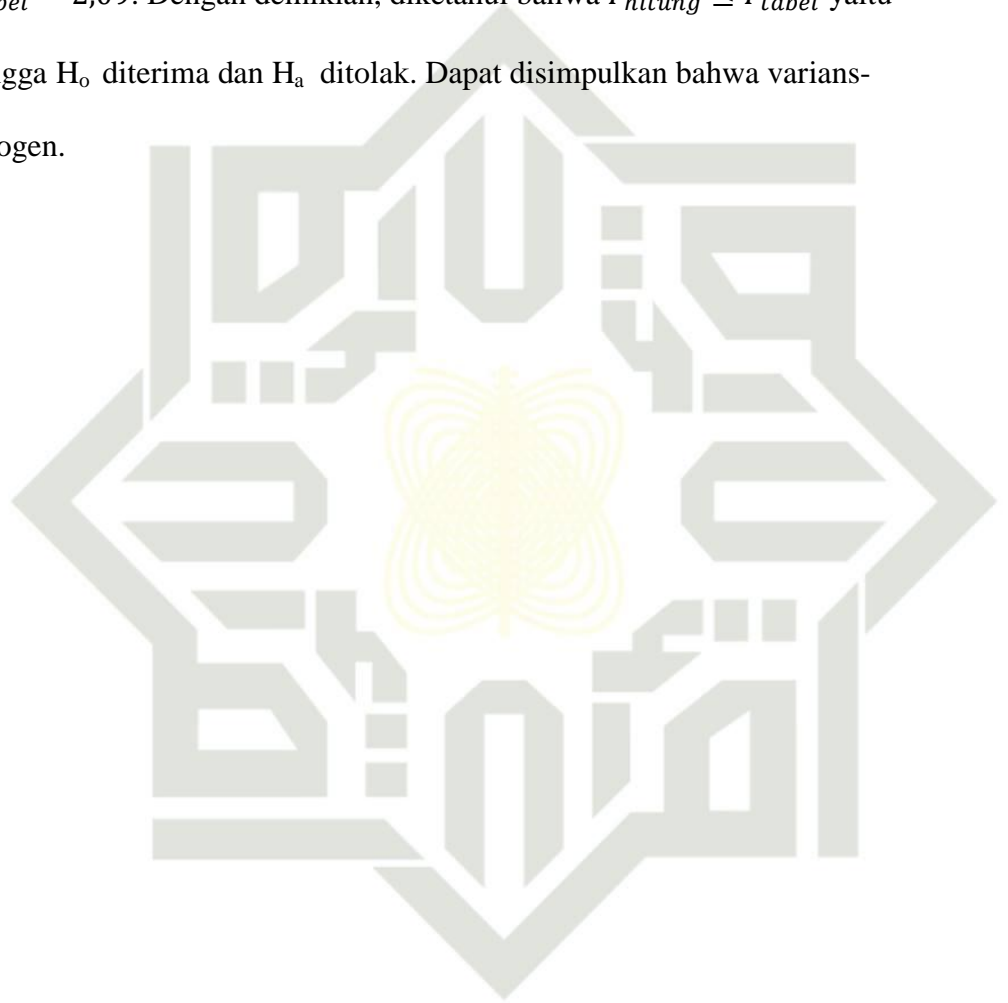 2,09. Dengan demikian, diketahui bahwa F_hitung ≤ F_tabel yaitu
ngga H₀ diterima dan Hₐ ditolak. Dapat disimpulkan bahwa varians-
ogen.